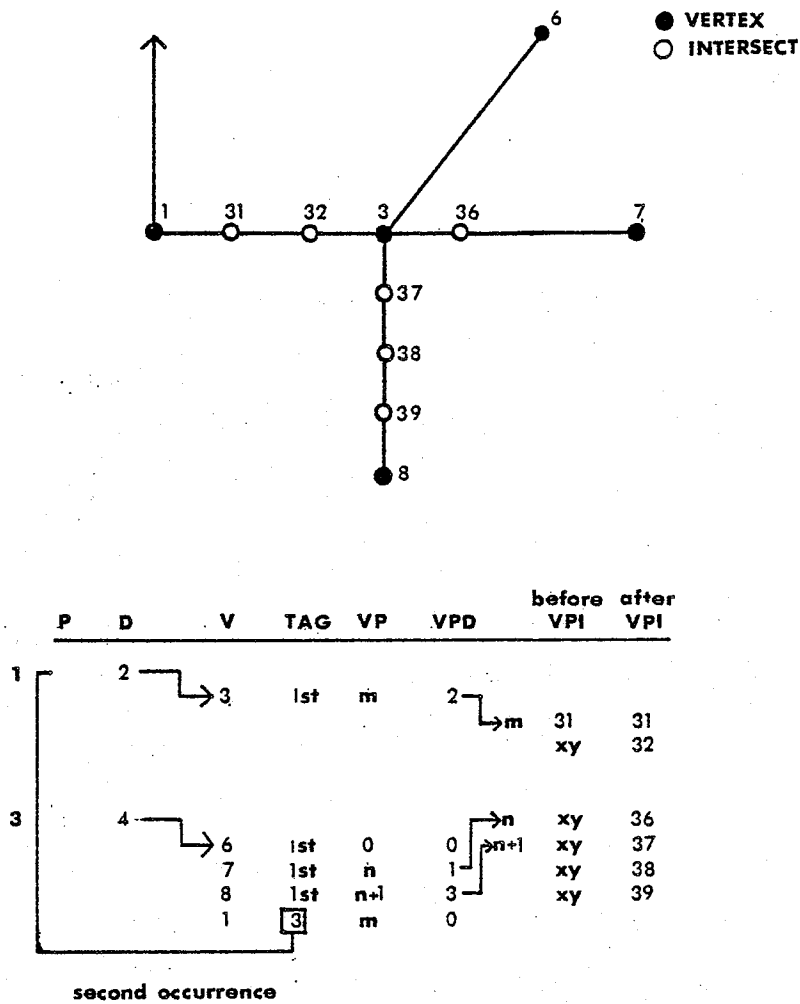 6
VERTEX
INTERSECT
1 31 32 3 36 7
37
38
39
8
before after
P D V TAG VP VPD VPI VPI
1 2
3 1st m 2
m 31 31
xy 32
3 4 n xy 36
6 1st 0 0 n+1 xy 37
7 1st n 1 xy 38
8 1st n+1 3 xy 39
1 3 m 0
second occurrence